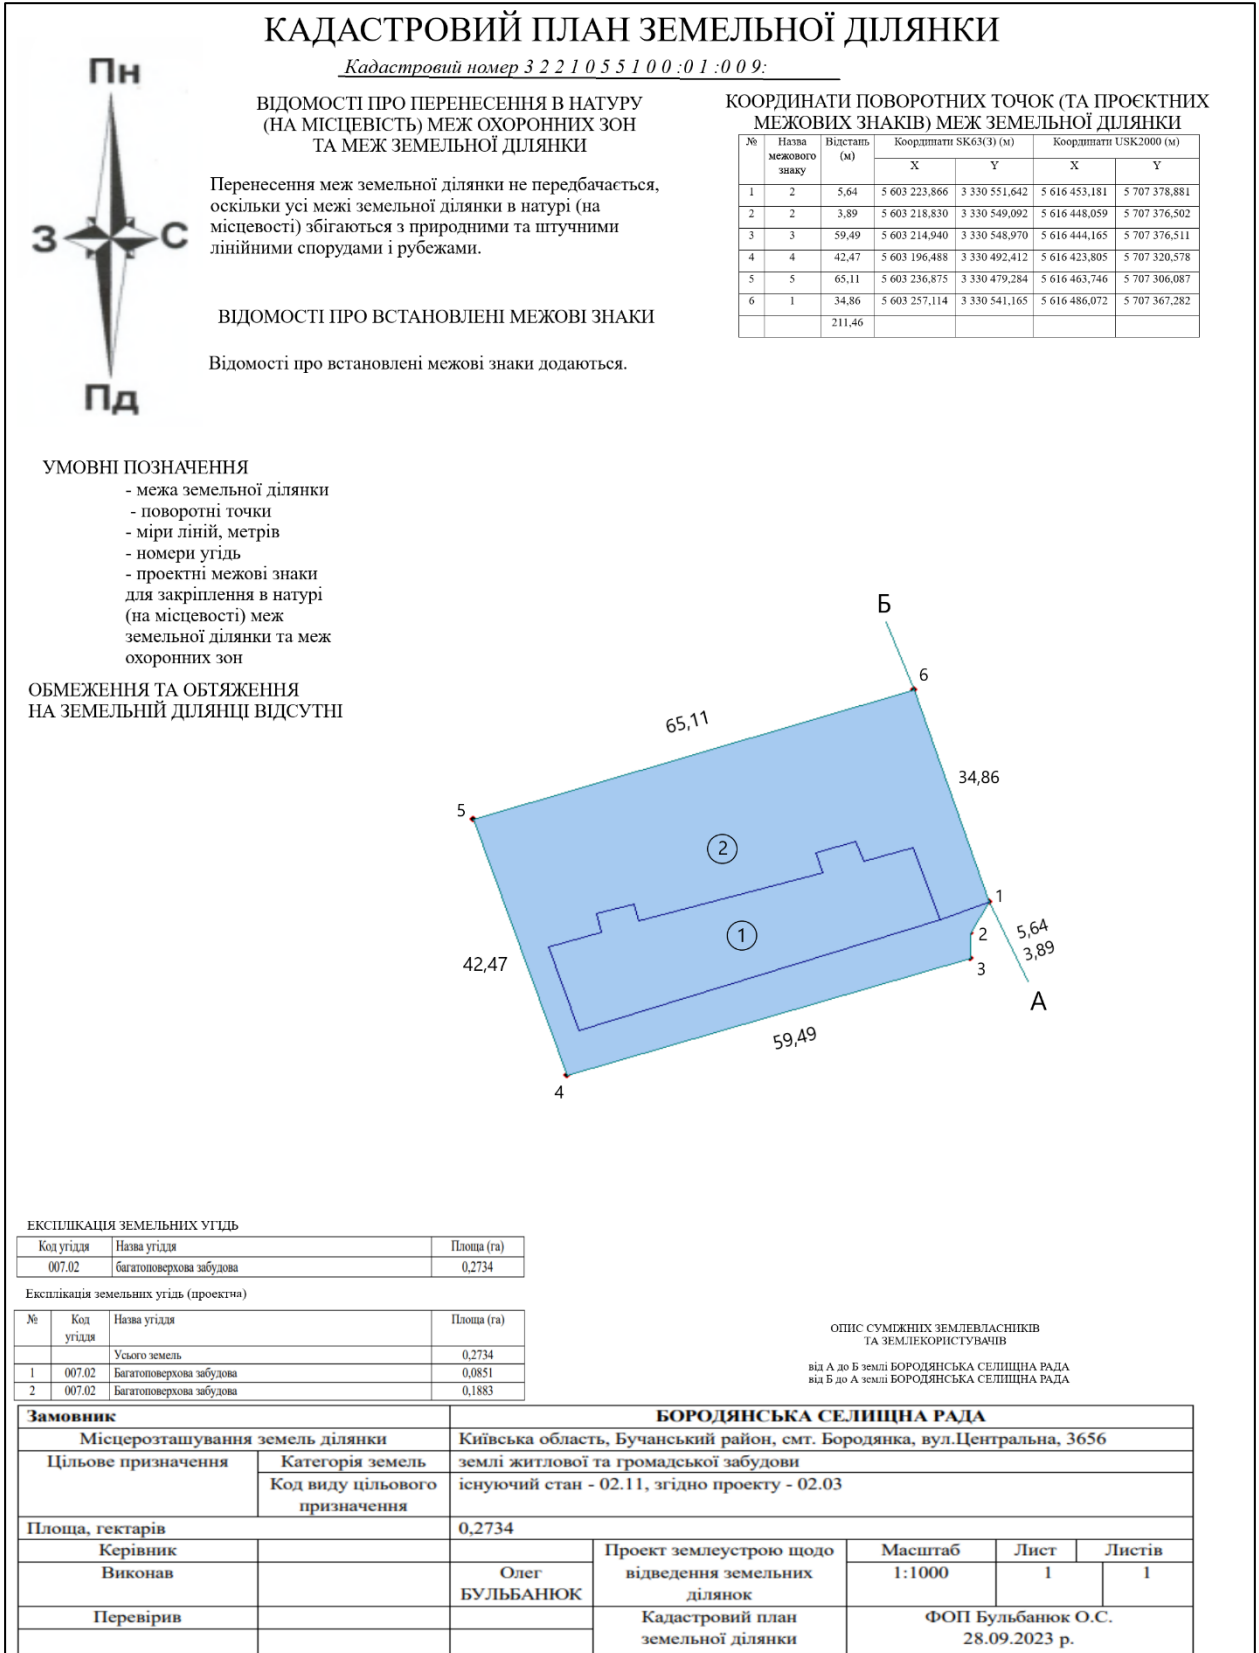 КАДАСТРОВИЙ ПЛАН ЗЕМЕЛЬНОЇ ДІЛЯНКИ
Кадастровий номер 3 2 2 1 0 5 5 1 0 0 :0 1 :0 0 9:
Пн
З
С
Пд
ВІДОМОСТІ ПРО ПЕРЕНЕСЕННЯ В НАТУРУ
(НА МІСЦЕВІСТЬ) МЕЖ ОХОРОННИХ ЗОН
ТА МЕЖ ЗЕМЕЛЬНОЇ ДІЛЯНКИ
Перенесення меж земельної ділянки не передбачається,
оскільки усі межі земельної ділянки в натурі (на
місцевості) збігаються з природними та штучними
лінійними спорудами і рубежами.
ВІДОМОСТІ ПРО ВСТАНОВЛЕНІ МЕЖОВІ ЗНАКИ
Відомості про встановлені межові знаки додаються.
КООРДИНАТИ ПОВОРОТНИХ ТОЧОК (ТА ПРОЄКТНИХ
МЕЖОВИХ ЗНАКІВ) МЕЖ ЗЕМЕЛЬНОЇ ДІЛЯНКИ
№ Назва межового знаку Відстань (м) Координати SK63(3) (м) Координати USK2000 (м)
X Y X Y
1 2 5,64 5 603 223,866 3 330 551,642 5 616 453,181 5 707 378,881
2 2 3,89 5 603 218,830 3 330 549,092 5 616 448,059 5 707 376,502
3 3 59,49 5 603 214,940 3 330 548,970 5 616 444,165 5 707 376,511
4 4 42,47 5 603 196,488 3 330 492,412 5 616 423,805 5 707 320,578
5 5 65,11 5 603 236,875 3 330 479,284 5 616 463,746 5 707 306,087
6 1 34,86 5 603 257,114 3 330 541,165 5 616 486,072 5 707 367,282
211,46
УМОВНІ ПОЗНАЧЕННЯ
- межа земельної ділянки
- поворотні точки
- міри ліній, метрів
- номери угідь
- проектні межові знаки
для закріплення в натурі
(на місцевості) меж
земельної ділянки та меж
охоронних зон
ОБМЕЖЕННЯ ТА ОБТЯЖЕННЯ
НА ЗЕМЕЛЬНІЙ ДІЛЯНЦІ ВІДСУТНІ
Б
6
65,11
34,86
5
2
1
1
2
5,64
3,89
3
42,47
А
59,49
4
ЕКСПЛІКАЦІЯ ЗЕМЕЛЬНИХ УГІДЬ
Код угіддя Назва угіддя Площа (га)
007.02 багатоповерхова забудова 0,2734
Експлікація земельних угідь (проектна)
№ Код угіддя Назва угіддя Площа (га)
Усього земель 0,2734
1 007.02 Багатоповерхова забудова 0,0851
2 007.02 Багатоповерхова забудова 0,1883
ОПИС СУМІЖНИХ ЗЕМЛЕВЛАСНИКІВ
ТА ЗЕМЛЕКОРИСТУВАЧІВ
від А до Б землі БОРОДЯНСЬКА СЕЛИЩНА РАДА
від Б до А землі БОРОДЯНСЬКА СЕЛИЩНА РАДА
Замовник БОРОДЯНСЬКА СЕЛИЩНА РАДА
Місцерозташування земель ділянки Київська область, Бучанський район, смт. Бородянка, вул.Центральна, 3656
Цільове призначення Категорія земель землі житлової та громадської забудови
Код виду цільового призначення існуючий стан - 02.11, згідно проекту - 02.03
Площа, гектарів 0,2734
Керівник Проект землеустрою щодо Масштаб Лист Листів
Виконав Олег відведення земельних 1:1000 1 1
БУЛЬБАНЮК ділянок
Перевірив Кадастровий план ФОП Бульбанюк О.С.
земельної ділянки 28.09.2023 р.